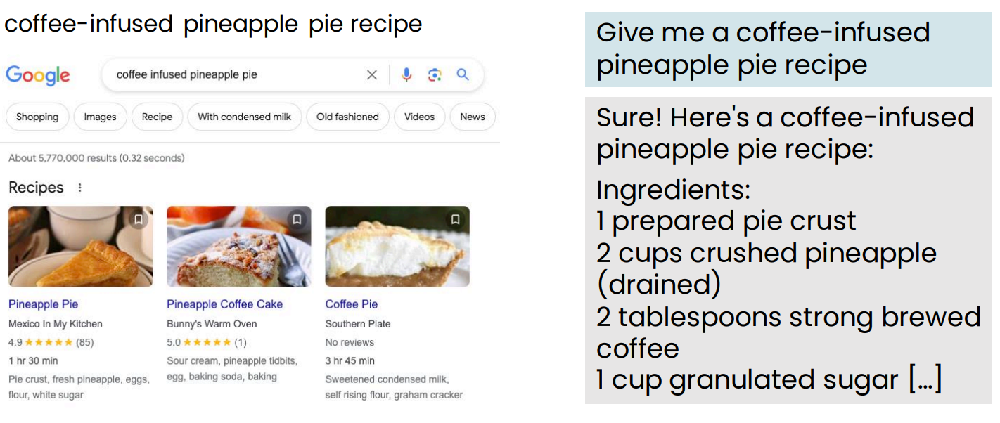 coffee-infused pineapple pie recipe
Google
coffee infused pineapple pie
Shopping
Images
Recipe
With condensed milk
Old fashioned
Videos
News
About 5,770,000 results (0.32 seconds)
Recipes
Pineapple Pie
Mexico In My Kitchen
4.9 ★★★★★ (85)
1 hr 30 min
Pie crust, fresh pineapple, eggs,
flour, white sugar
Pineapple Coffee Cake
Bunny's Warm Oven
5.0 ★★★★★ (1)
Sour cream, pineapple tidbits,
egg, baking soda, baking
Coffee Pie
Southern Plate
No reviews
3 hr 45 min
Sweetened condensed milk,
self rising flour, graham cracker
Give me a coffee-infused
pineapple pie recipe
Sure! Here's a coffee-infused
pineapple pie recipe:
Ingredients:
1 prepared pie crust
2 cups crushed pineapple
(drained)
2 tablespoons strong brewed
coffee
1 cup granulated sugar [...]